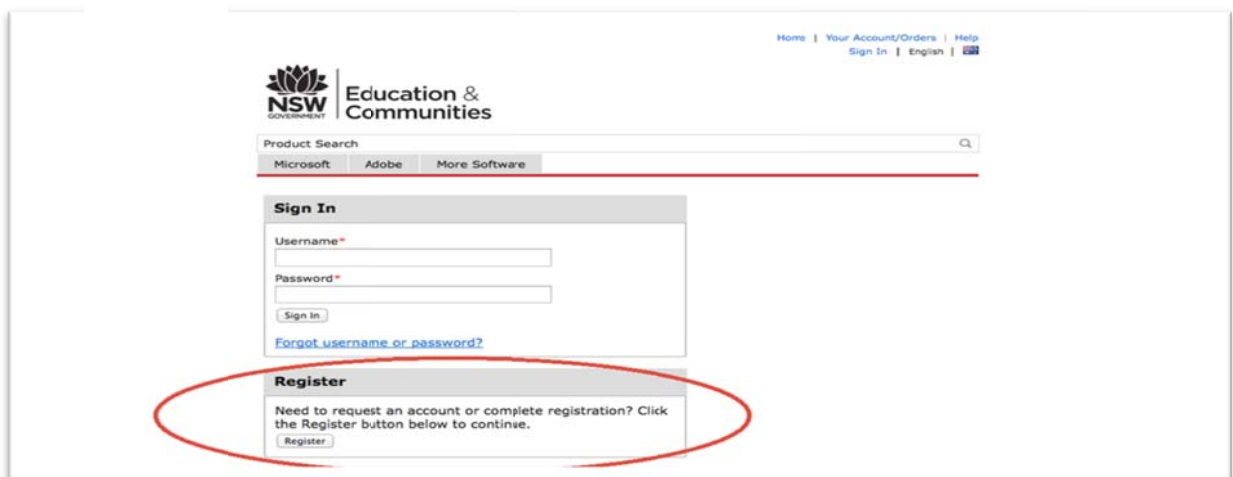 Home | Your Account/Orders | Help
Sign In | English |
NSW
GOVERNMENT
Education &
Communities
Product Search
Microsoft Adobe More Software
Sign In
Username*
Password*
Sign In
Forgot username or password?
Register
Need to request an account or complete registration? Click
the Register button below to continue.
Register